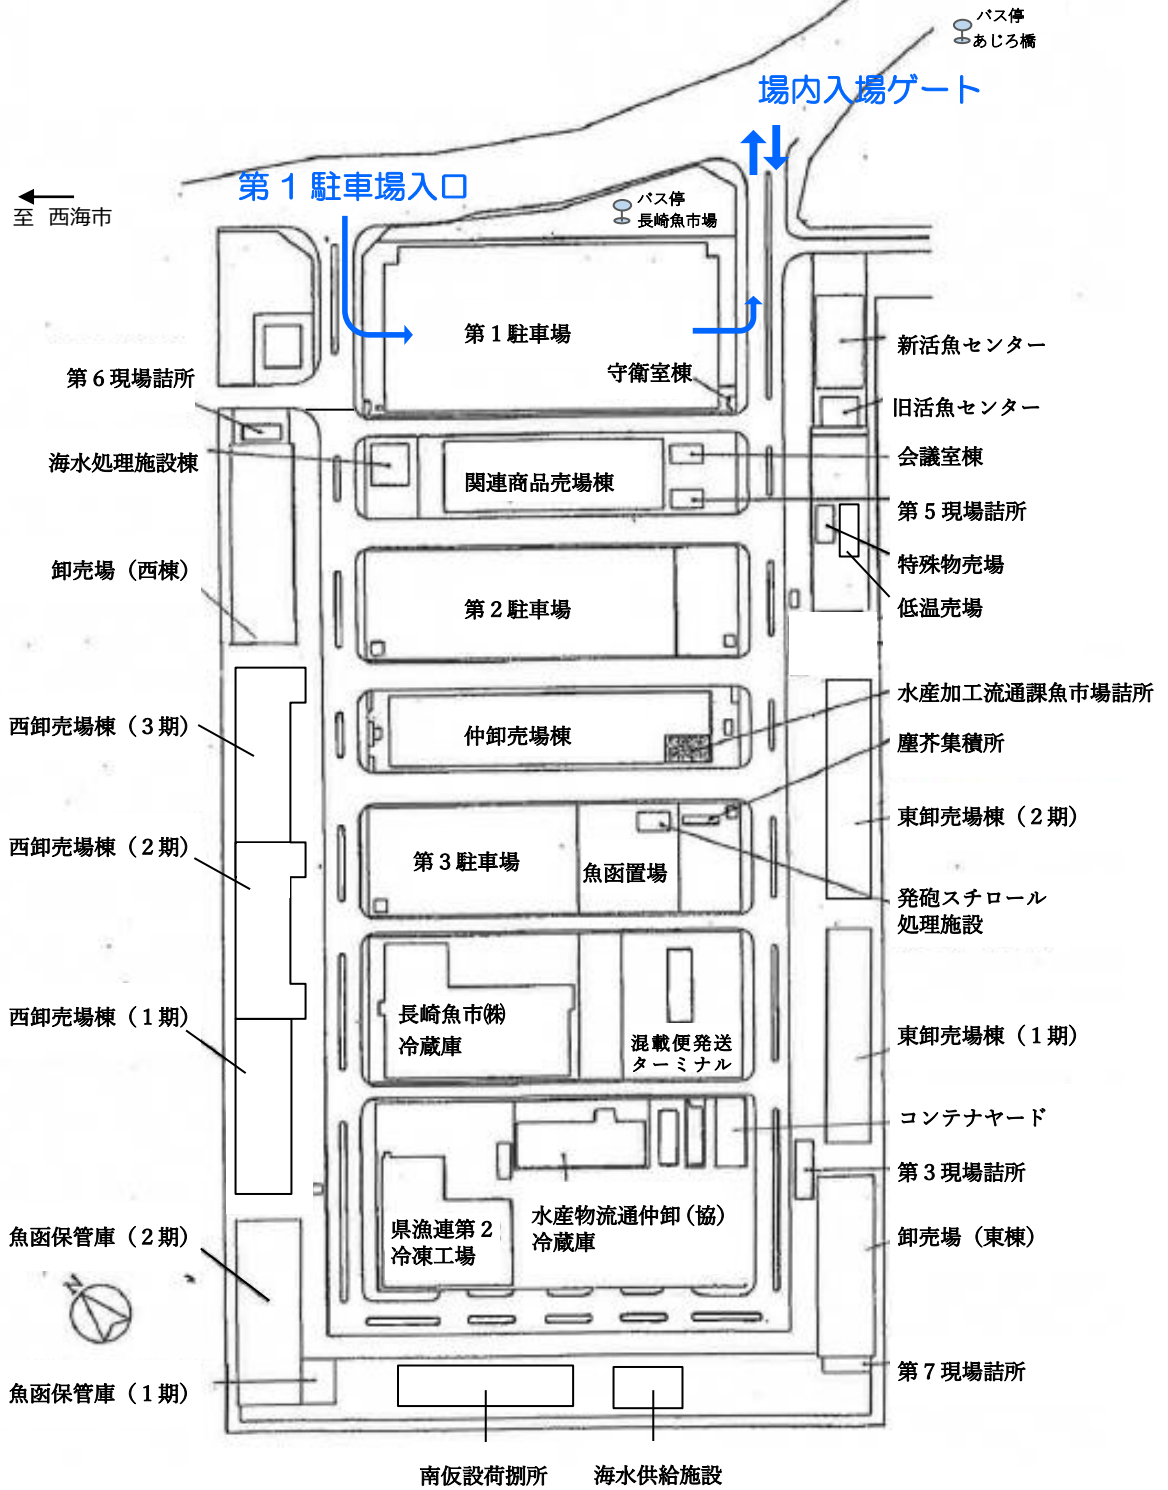 バス停
あじろ橋
場内入場ゲート
第１駐車場入口
至 西海市
バス停
長崎魚市場
第１駐車場
守衛室棟
新活魚センター
旧活魚センター
第６現場詰所
海水処理施設棟
関連商品売場棟
会議室棟
第５現場詰所
特殊物売場
低温売場
卸売場（西棟）
第２駐車場
水産加工流通課魚市場詰所
西卸売場棟（３期）
仲卸売場棟
塵芥集積所
東卸売場棟（２期）
西卸売場棟（２期）
第３駐車場
魚函置場
発砲スチロール
処理施設
西卸売場棟（１期）
長崎魚市㈱
冷蔵庫
混載便発送
ターミナル
東卸売場棟（１期）
コンテナヤード
第３現場詰所
魚函保管庫（２期）
県漁連第２
冷凍工場
水産物流通仲卸（協）
冷蔵庫
卸売場（東棟）
N
魚函保管庫（１期）
第７現場詰所
南仮設荷捌所
海水供給施設